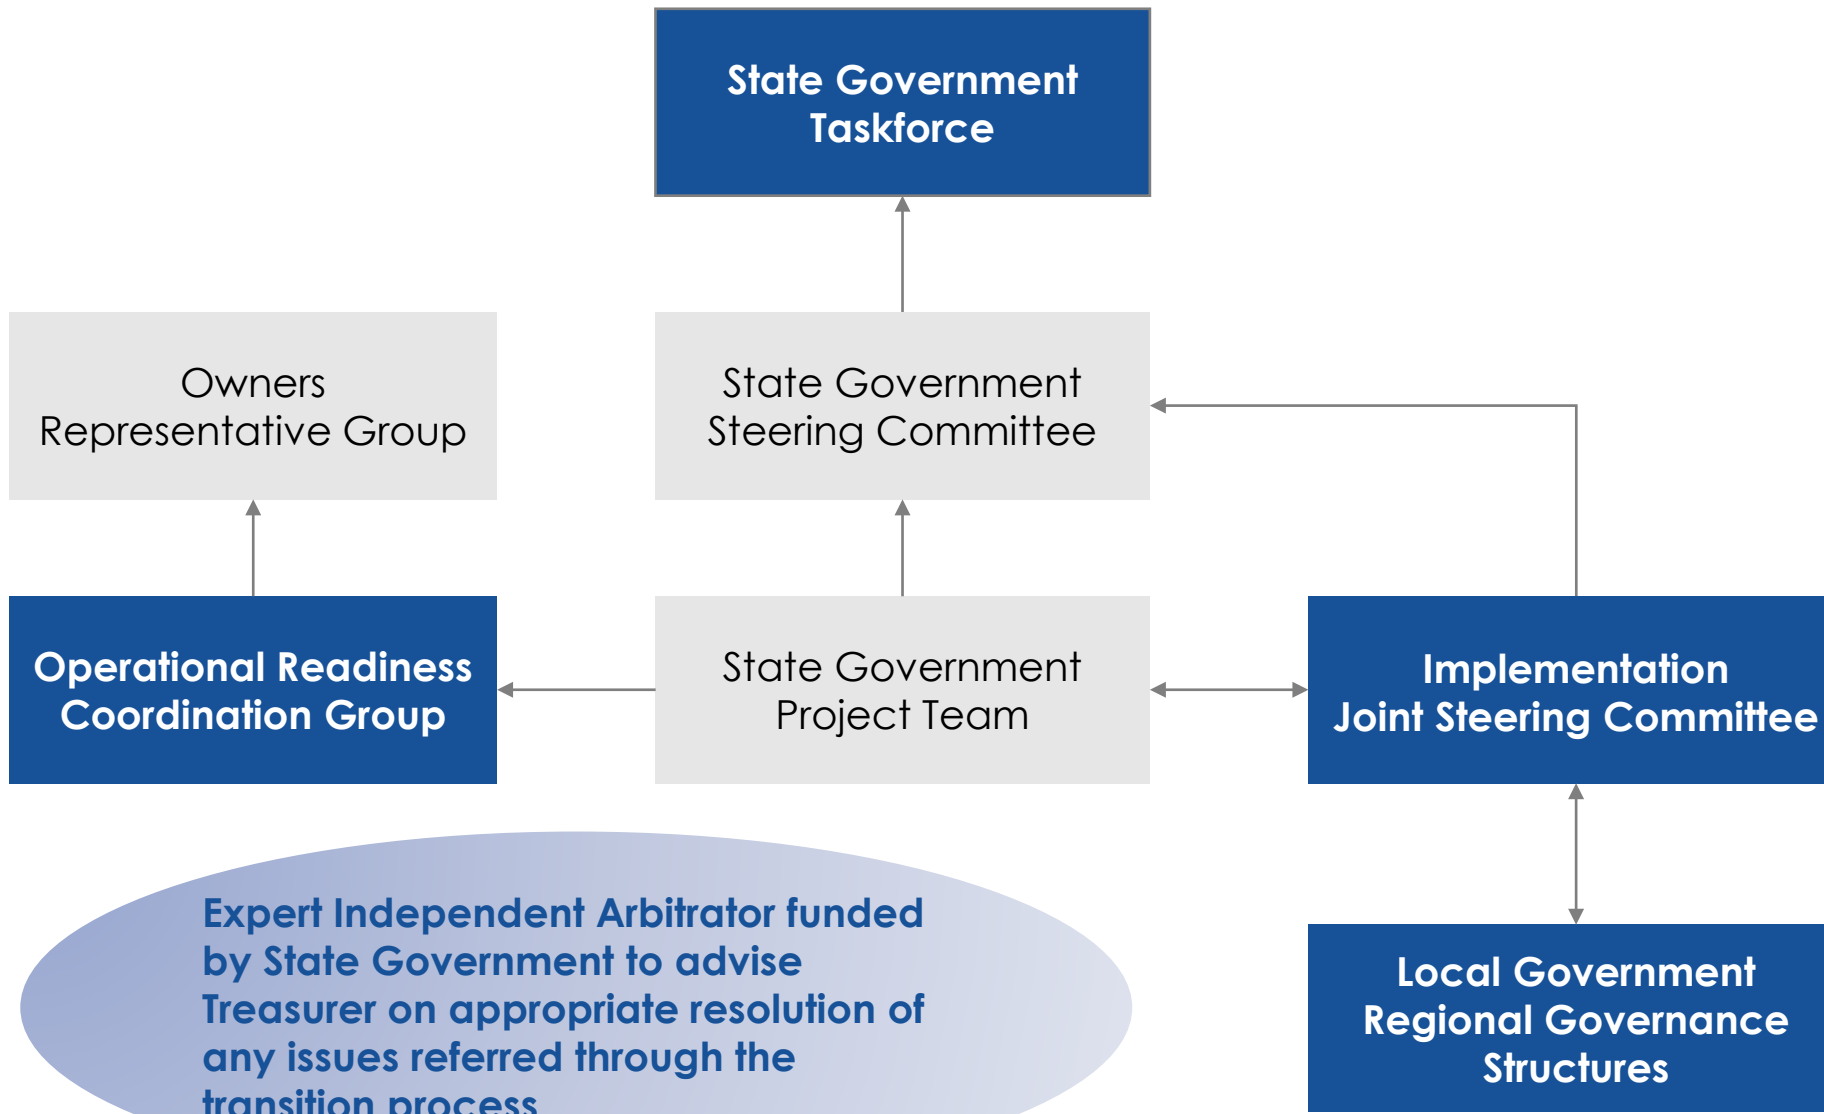 State Government
Taskforce
Owners
Representative Group
State Government
Steering Committee
Operational Readiness
Coordination Group
State Government
Project Team
Implementation
Joint Steering Committee
Expert Independent Arbitrator funded
by State Government to advise
Treasurer on appropriate resolution of
any issues referred through the
transition process
Local Government
Regional Governance
Structures